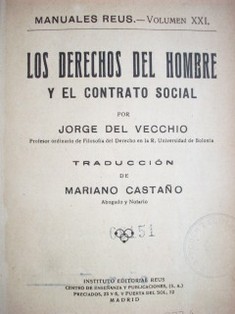 MANUALES REUS.—VOLUMEN XXI.
LOS DERECHOS DEL HOMBRE
Y EL CONTRATO SOCIAL
POR
JORGE DEL VECCHIO
Profesor ordinario de Filosofía del Derecho en la R. Universidad de Bolonia
TRADUCCIÓN
DE
MARIANO CASTAÑO
Abogado y Notario
51
INSTITUTO EDITORIAL REUS
CENTRO DE ENSEÑANZA Y PUBLICACIONES, (S. A.)
PRECIADOS, 23 Y 6, Y PUERTA DEL SOL, 12
MADRID